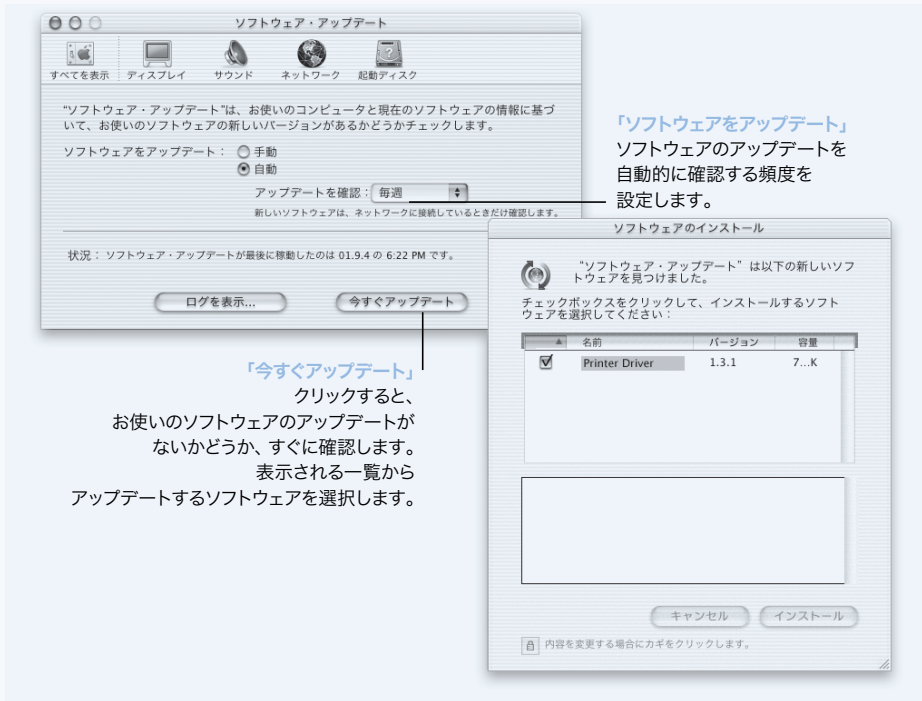 ソフトウェア・アップデート
すべてを表示 ディスプレイ サウンド ネットワーク 起動ディスク
“ソフトウェア・アップデート”は、お使いのコンピュータと現在のソフトウェアの情報に基づ
いて、お使いのソフトウェアの新しいバージョンがあるかどうかチェックします。
ソフトウェアをアップデート： 手動
自動
アップデートを確認： 毎週
新しいソフトウェアは、ネットワークに接続しているときだけ確認します。
状況： ソフトウェア・アップデートが最後に稼動したのは 01.9.4 の 6:22 PM です。
ログを表示... 今すぐアップデート
「ソフトウェアをアップデート」
ソフトウェアのアップデートを
自動的に確認する頻度を
設定します。
「今すぐアップデート」
クリックすると、
お使いのソフトウェアのアップデートが
ないかどうか、すぐに確認します。
表示される一覧から
アップデートするソフトウェアを選択します。
ソフトウェアのインストール
“ソフトウェア・アップデート” は以下の新しいソフ
トウェアを見つけました。
チェックボックスをクリックして、インストールするソフト
ウェアを選択してください：
名前 バージョン 容量
Printer Driver 1.3.1 7...K
キャンセル インストール
内容を変更する場合にカギをクリックします。